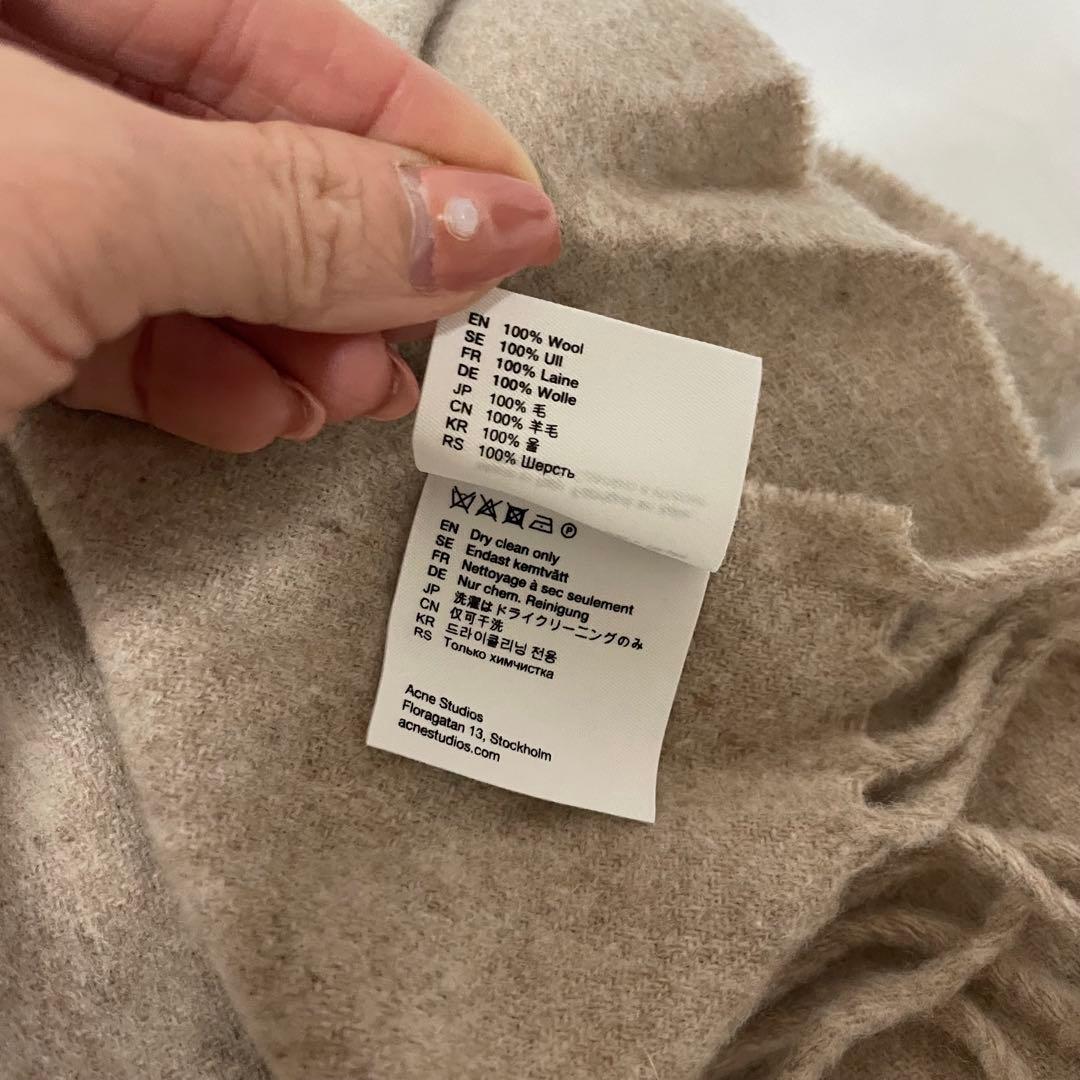 EN 100% Wool
SE 100% Ull
FR 100% Laine
DE 100% Wolle
JP 100% 毛
CN 100% 羊毛
KR 100% 울
RS 100% Шерсть
P
EN Dry clean only
SE Endast kemtvätt
FR Nettoyage à sec seulement
DE Nur chem. Reinigung
JP 洗濯はドライクリーニングのみ
CN 仅可干洗
KR 드라이클리닝 전용
RS Только химчистка
Acne Studios
Floragatan 13, Stockholm
acnestudios.com